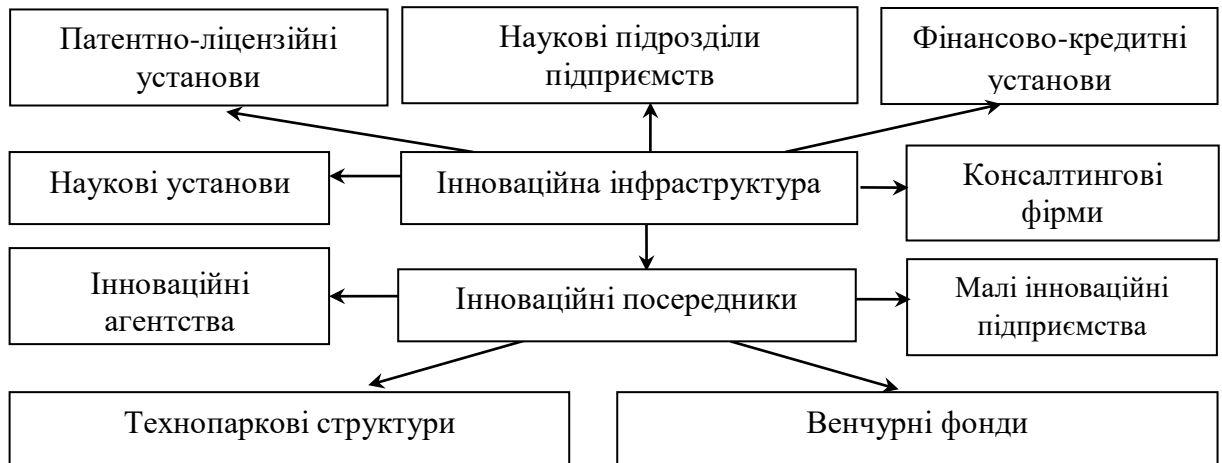 Патентно-ліцензійні
установи
Наукові підрозділи
підприємств
Фінансово-кредитні
установи
Наукові установи
Інноваційна інфраструктура
Консалтингові
фірми
Інноваційні
агентства
Інноваційні посередники
Малі інноваційні
підприємства
Технопаркові структури
Венчурні фонди